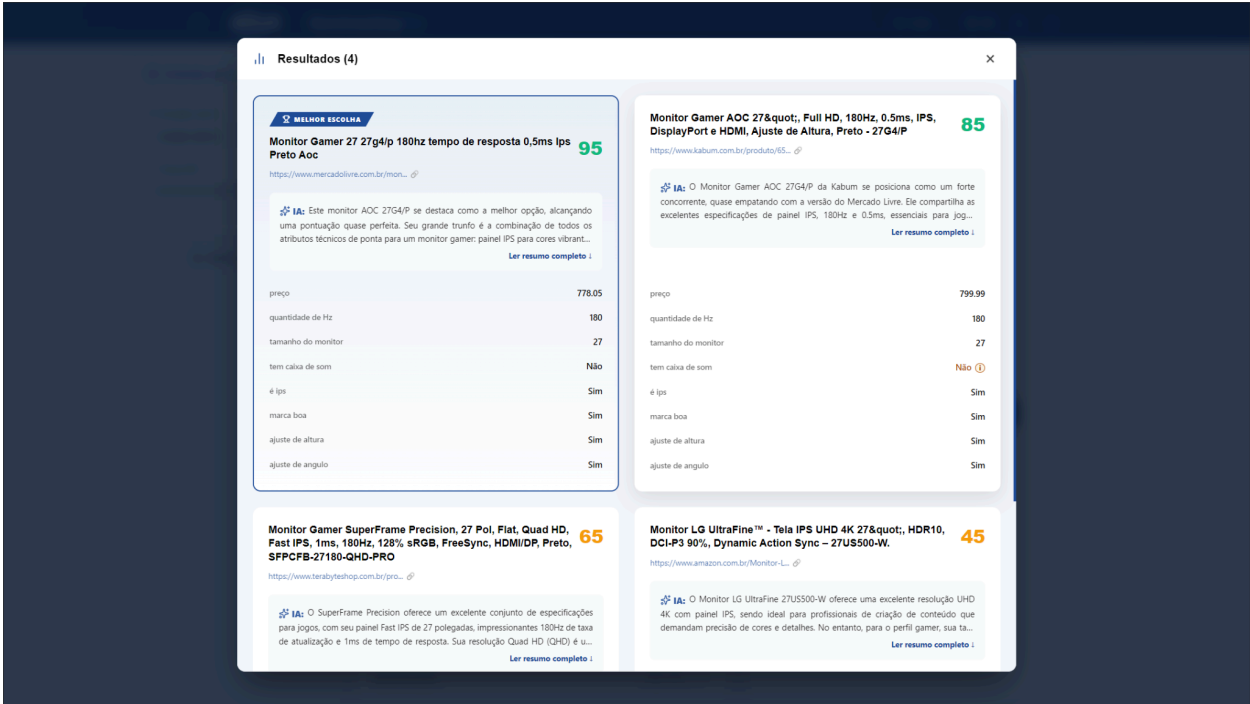 Resultados (4)
MELHOR ESCOLHA
Monitor Gamer 27 27g4/p 180hz tempo de resposta 0,5ms Ips
Preto Aoc
95
https://www.mercadolivre.com.br/mon...
IA: Este monitor AOC 27G4/P se destaca como a melhor opção, alcançando
uma pontuação quase perfeita. Seu grande trunfo é a combinação de todos os
atributos técnicos de ponta para um monitor gamer: painel IPS para cores vibrant...
Ler resumo completo ↓
preço 778.05
quantidade de Hz 180
tamanho do monitor 27
tem caixa de som Não
é ips Sim
marca boa Sim
ajuste de altura Sim
ajuste de angulo Sim
Monitor Gamer AOC 27&quot;, Full HD, 180Hz, 0.5ms, IPS,
DisplayPort e HDMI, Ajuste de Altura, Preto - 27G4/P
85
https://www.kabum.com.br/produto/65...
IA: O Monitor Gamer AOC 27G4/P da Kabum se posiciona como um forte
concorrente, quase empatando com a versão do Mercado Livre. Ele compartilha as
excelentes especificações de painel IPS, 180Hz e 0.5ms, essenciais para jog...
Ler resumo completo ↓
preço 799.99
quantidade de Hz 180
tamanho do monitor 27
tem caixa de som Não
é ips Sim
marca boa Sim
ajuste de altura Sim
ajuste de angulo Sim
Monitor Gamer SuperFrame Precision, 27 Pol, Flat, Quad HD,
Fast IPS, 1ms, 180Hz, 128% sRGB, FreeSync, HDMI/DP, Preto,
SFPCFB-27180-QHD-PRO
65
https://www.terabyteshop.com.br/pro...
IA: O SuperFrame Precision oferece um excelente conjunto de especificações
para jogos, com seu painel Fast IPS de 27 polegadas, impressionantes 180Hz de taxa
de atualização e 1ms de tempo de resposta. Sua resolução Quad HD (QHD) é u...
Ler resumo completo ↓
Monitor LG UltraFine™ - Tela IPS UHD 4K 27&quot;, HDR10,
DCI-P3 90%, Dynamic Action Sync – 27US500-W.
45
https://www.amazon.com.br/Monitor-L...
IA: O Monitor LG UltraFine 27US500-W oferece uma excelente resolução UHD
4K com painel IPS, sendo ideal para profissionais de criação de conteúdo que
demandam precisão de cores e detalhes. No entanto, para o perfil gamer, sua ta...
Ler resumo completo ↓